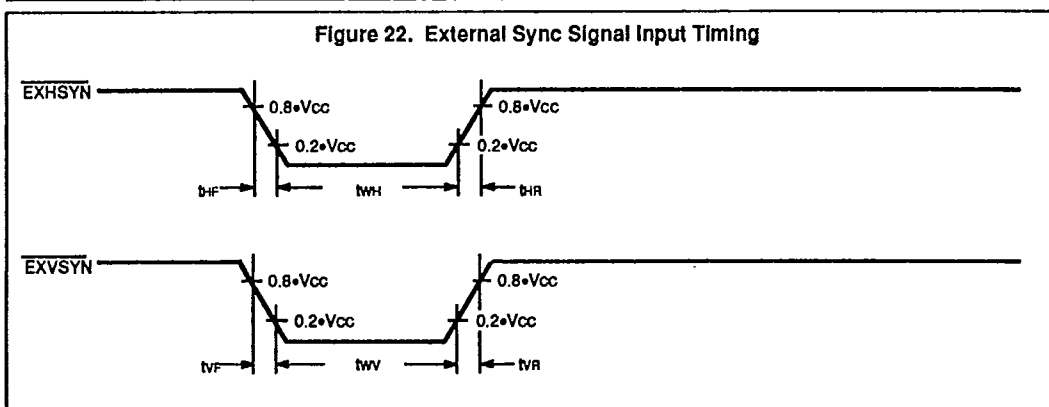 Figure 22. External Sync Signal Input Timing
EXHSYN
0.8•VCC
0.8•VCC
0.2•VCC
0.2•VCC
tHF
tWH
tHR
EXVSYN
0.8•VCC
0.8•VCC
0.2•VCC
0.2•VCC
tVF
tWV
tVR